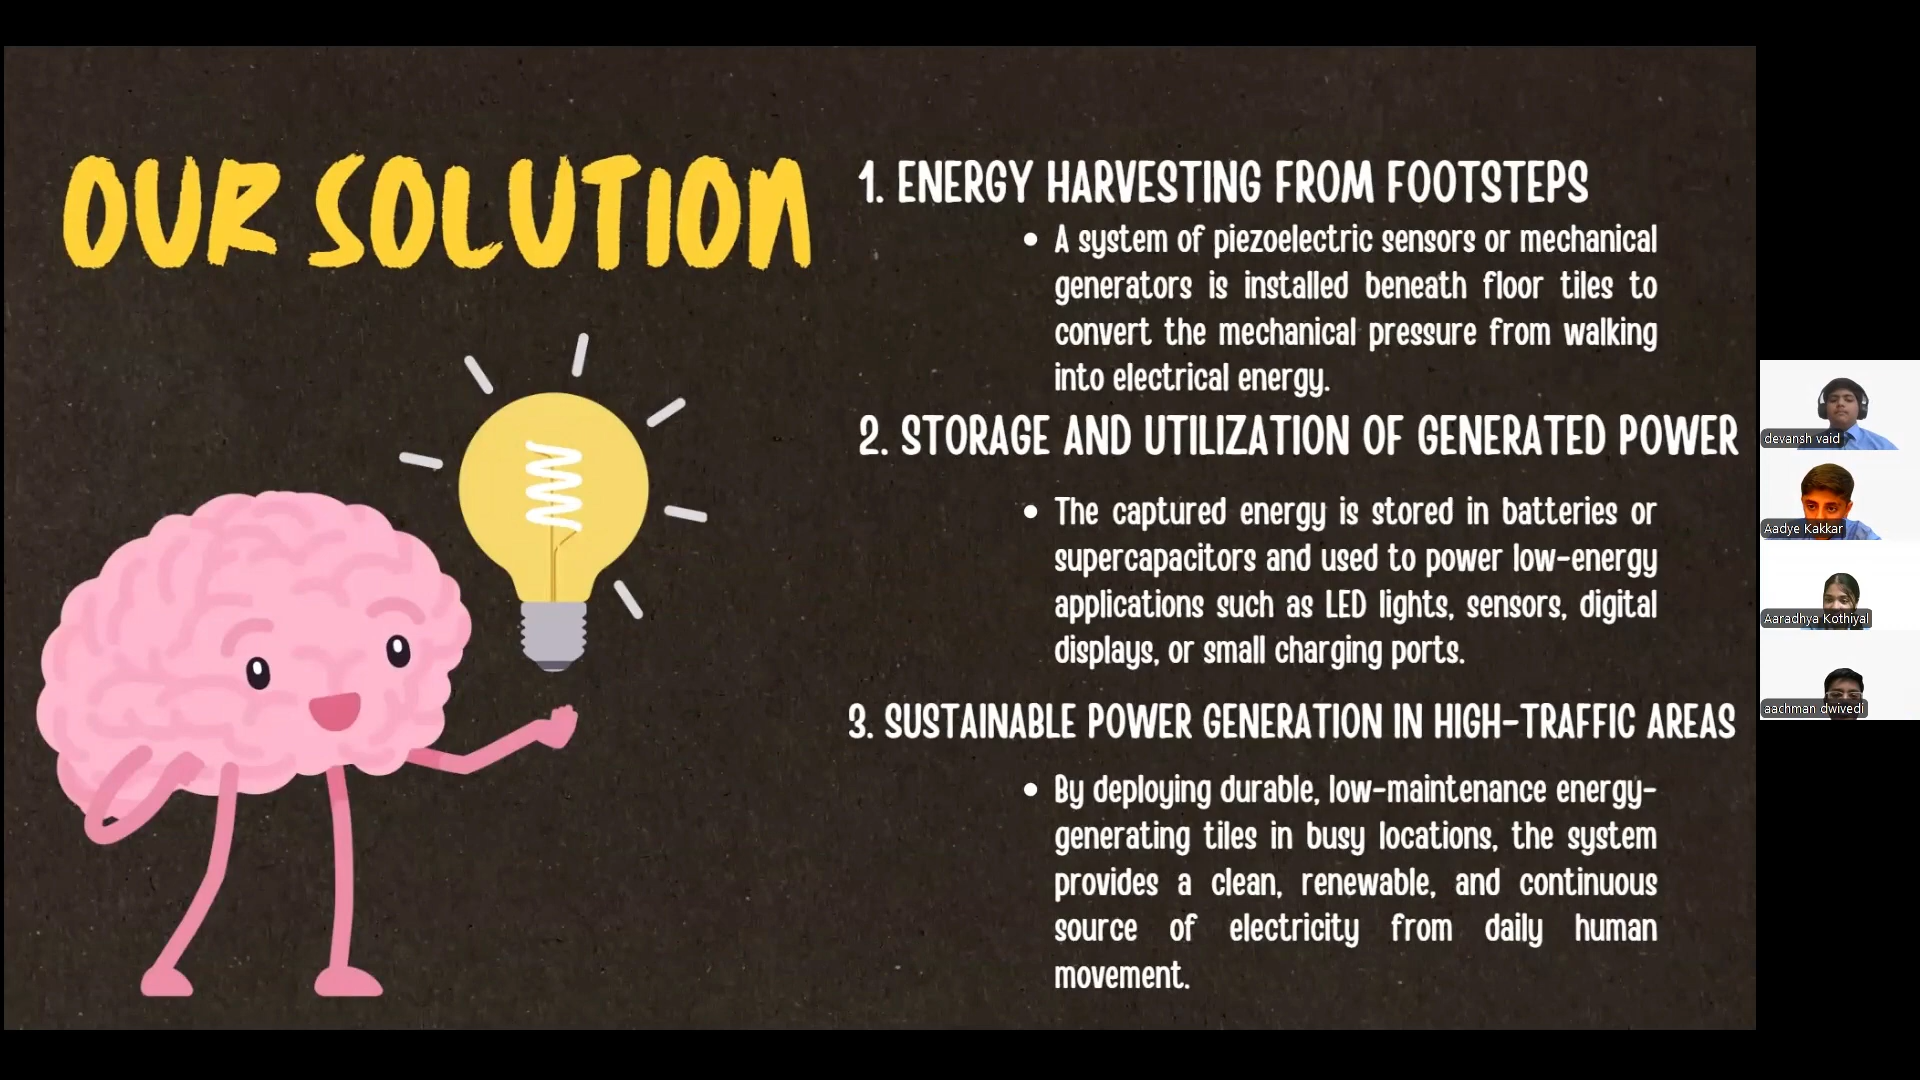 OUR SOLUTION
1. ENERGY HARVESTING FROM FOOTSTEPS
• A system of piezoelectric sensors or mechanical
generators is installed beneath floor tiles to
convert the mechanical pressure from walking
into electrical energy.
2. STORAGE AND UTILIZATION OF GENERATED POWER
• The captured energy is stored in batteries or
supercapacitors and used to power low-energy
applications such as LED lights, sensors, digital
displays, or small charging ports.
3. SUSTAINABLE POWER GENERATION IN HIGH-TRAFFIC AREAS
• By deploying durable, low-maintenance energy-
generating tiles in busy locations, the system
provides a clean, renewable, and continuous
source of electricity from daily human
movement.
devansh vaid
Aadye Kakkar
Aaradhya Kothiyal
aachman dwivedi